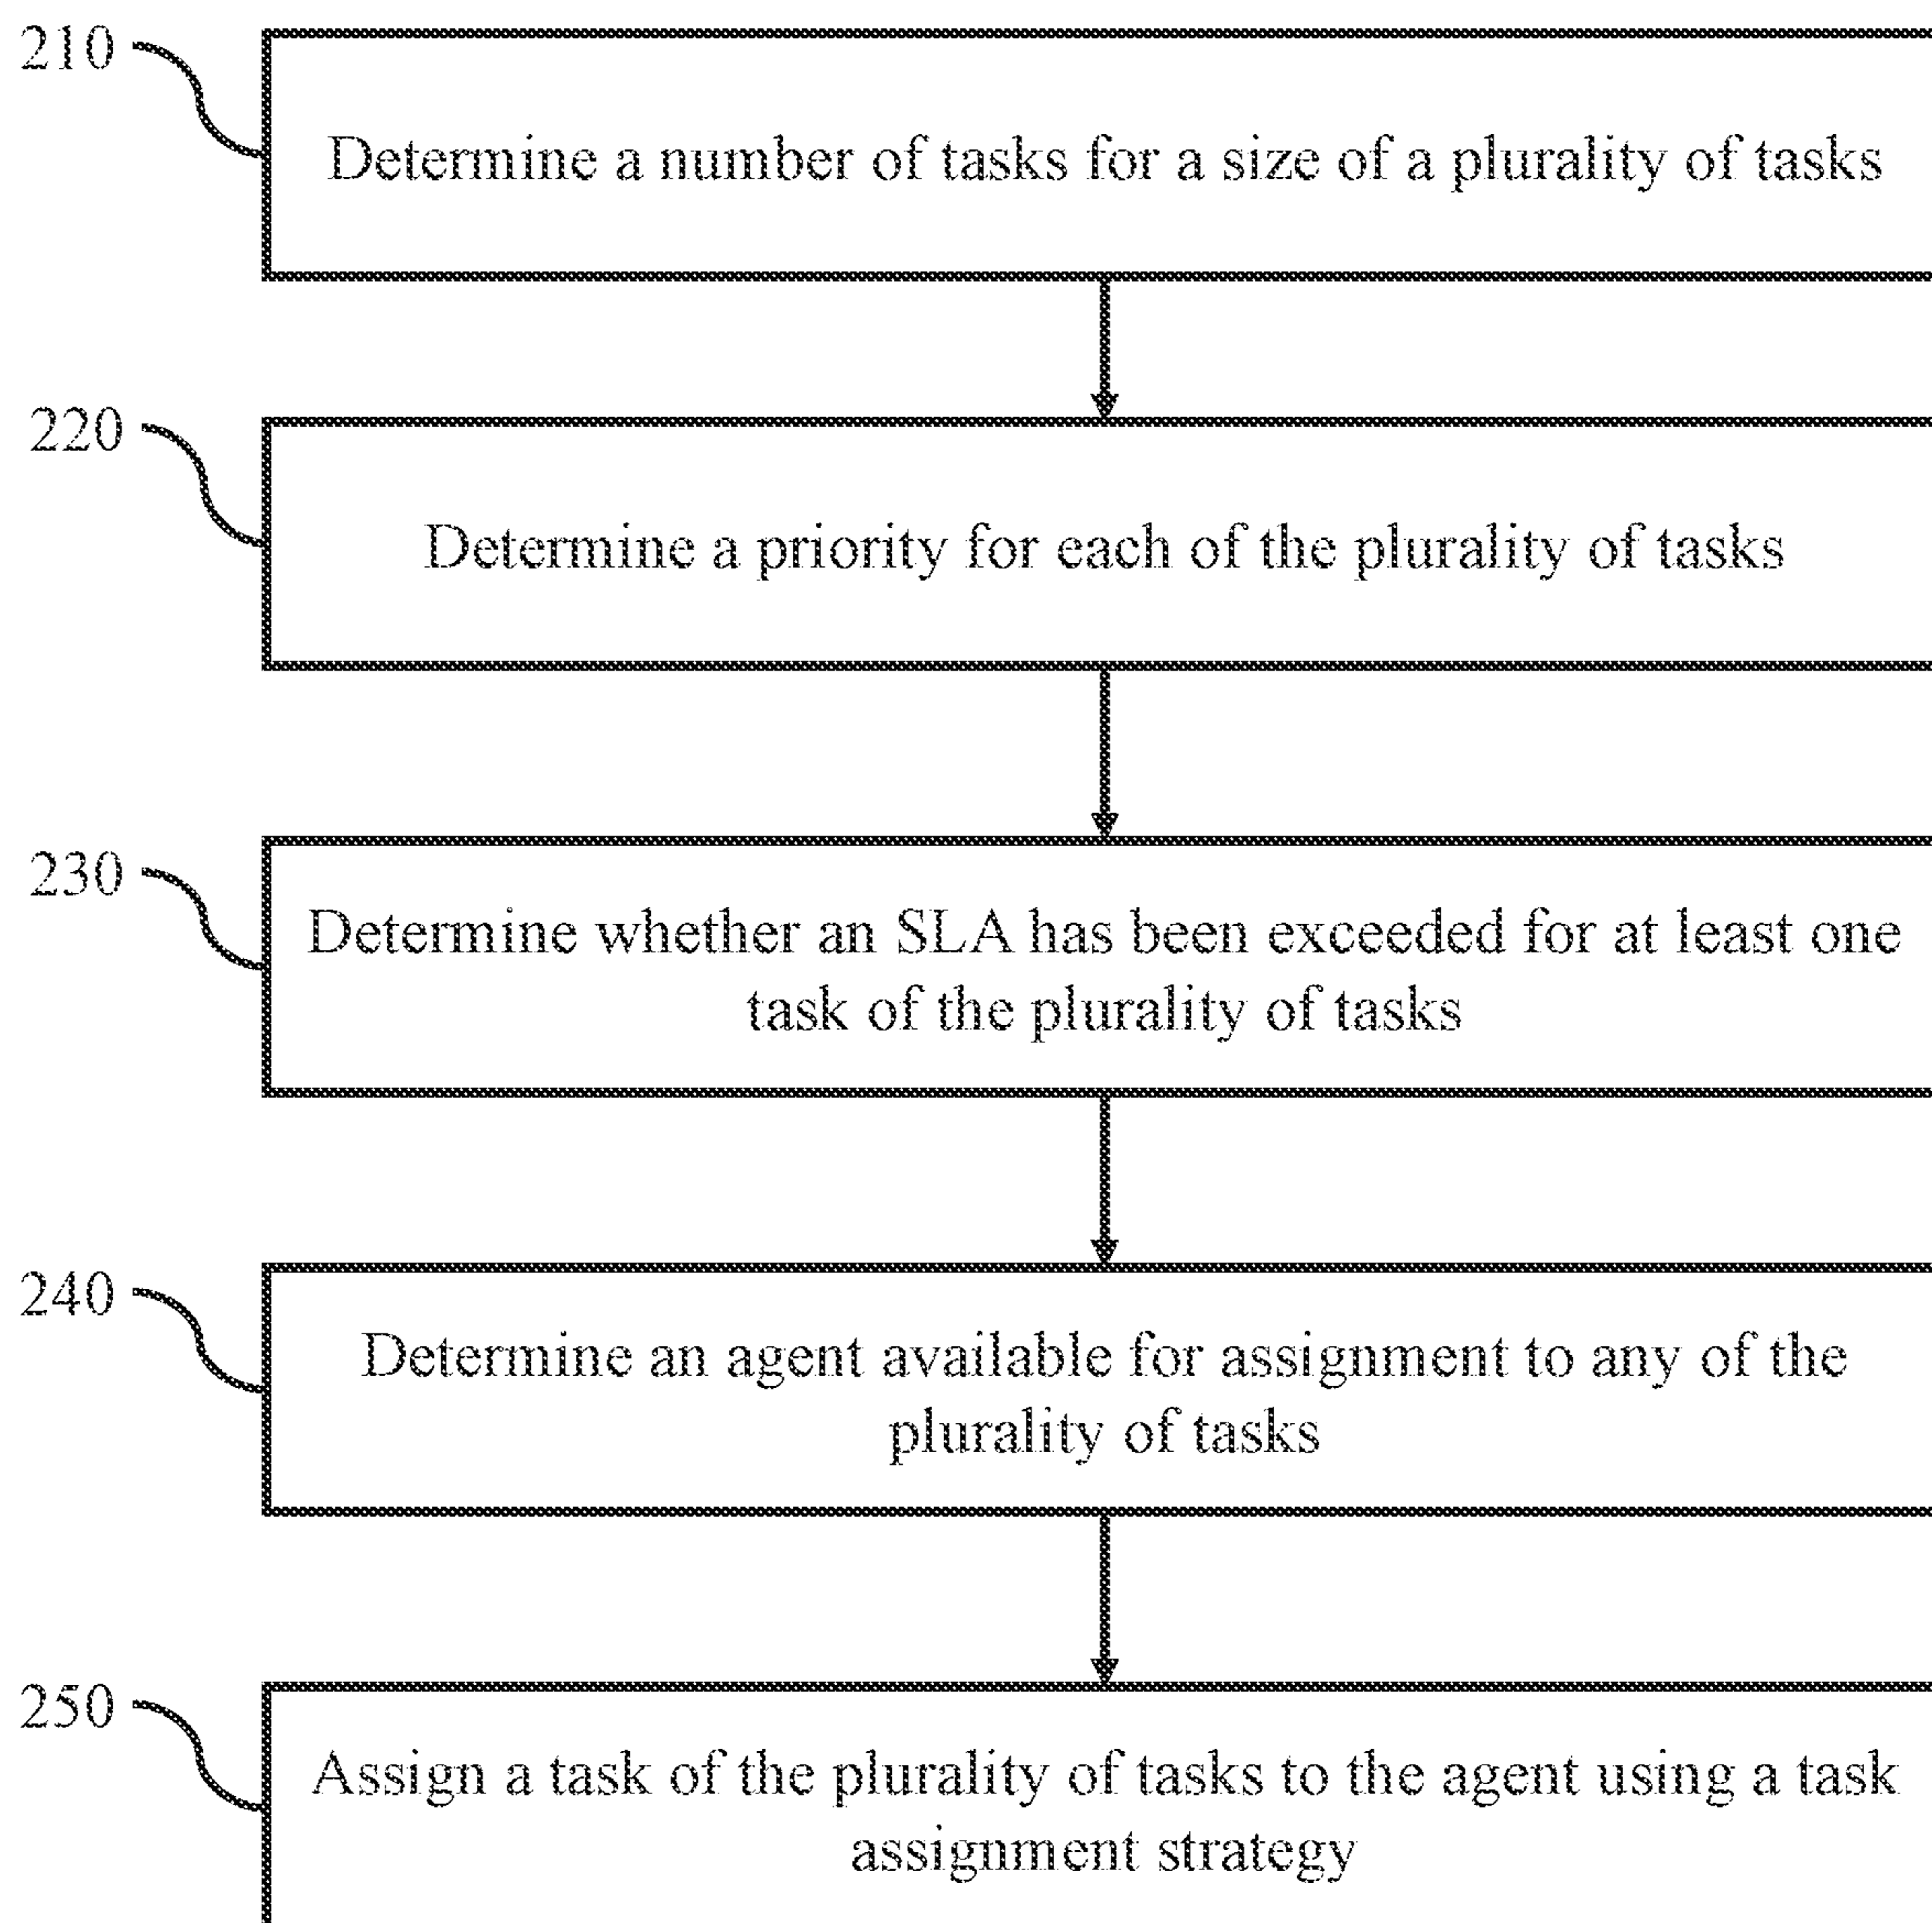 210
Determine a number of tasks for a size of a plurality of tasks
220
Determine a priority for each of the plurality of tasks
230
Determine whether an SLA has been exceeded for at least one
task of the plurality of tasks
240
Determine an agent available for assignment to any of the
plurality of tasks
250
Assign a task of the plurality of tasks to the agent using a task
assignment strategy